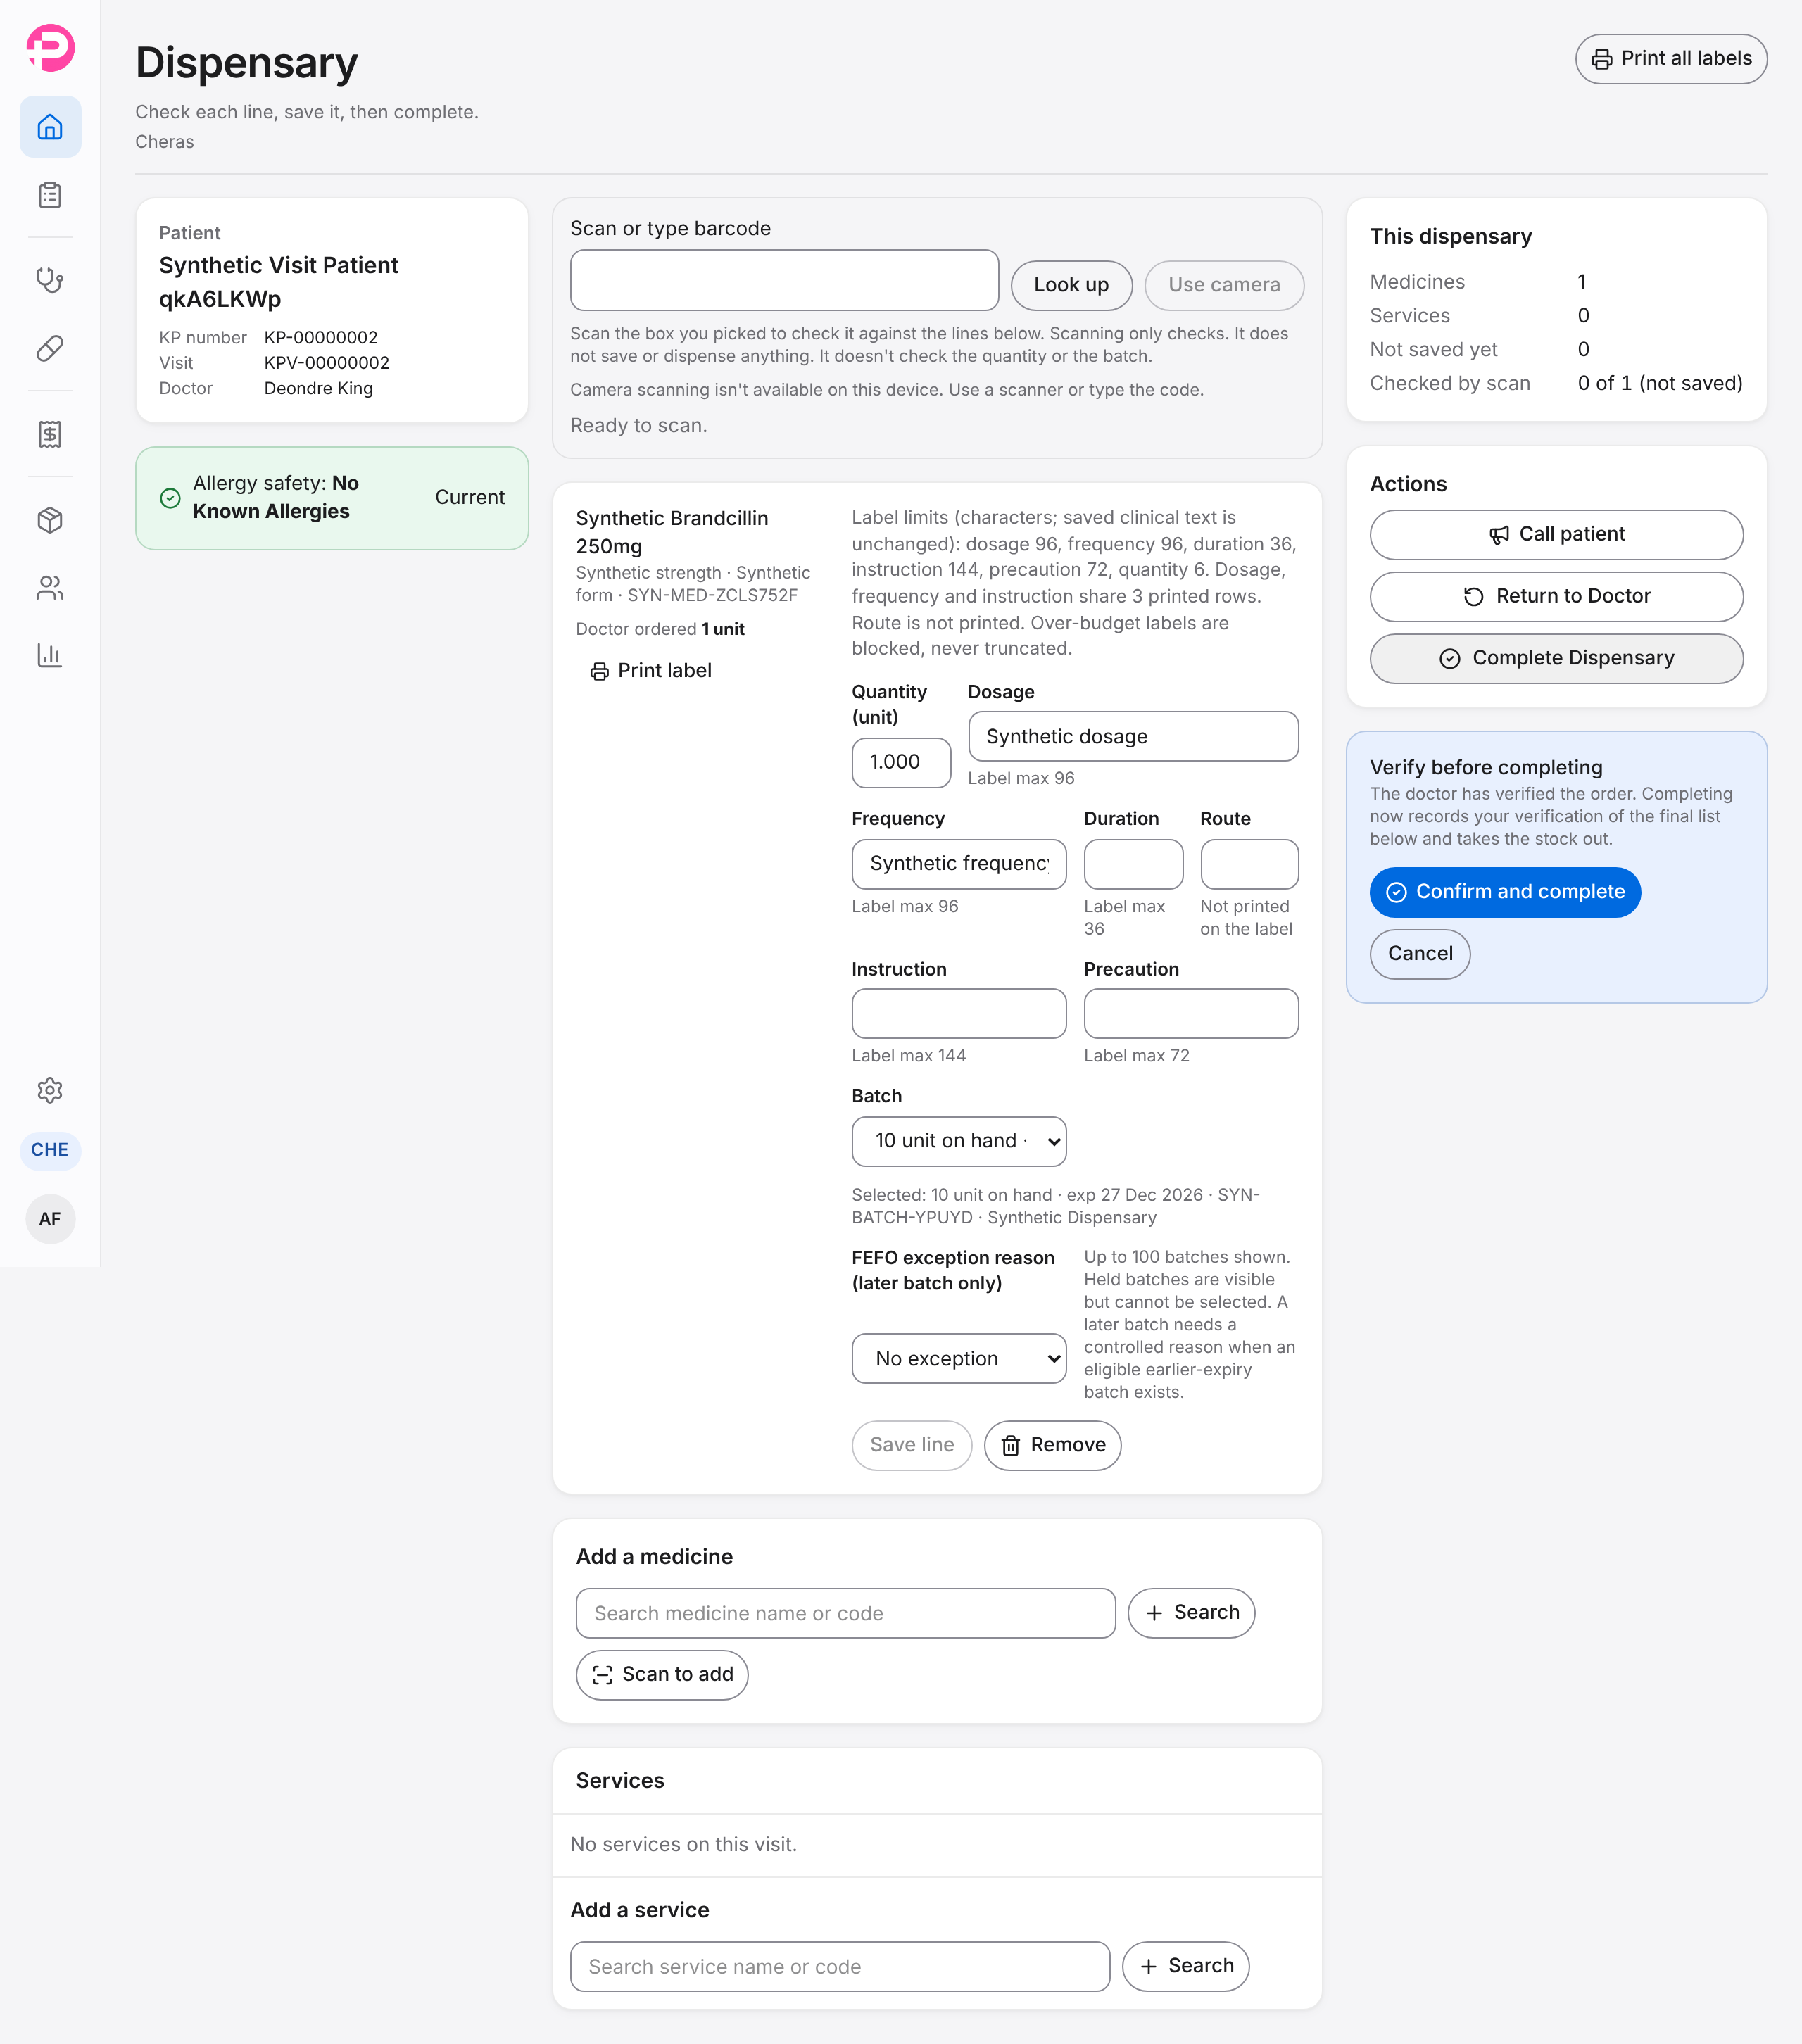 Dispensary
Check each line, save it, then complete.
Cheras
Print all labels
Patient
Synthetic Visit Patient
qkA6LKWp
KP number KP-00000002
Visit KPV-00000002
Doctor Deondre King
Allergy safety: No
Known Allergies
Current
Scan or type barcode
Look up
Use camera
Scan the box you picked to check it against the lines below. Scanning only checks. It does
not save or dispense anything. It doesn't check the quantity or the batch.
Camera scanning isn't available on this device. Use a scanner or type the code.
Ready to scan.
Synthetic Brandcillin
250mg
Synthetic strength · Synthetic
form · SYN-MED-ZCLS752F
Doctor ordered 1 unit
Print label
Label limits (characters; saved clinical text is
unchanged): dosage 96, frequency 96, duration 36,
instruction 144, precaution 72, quantity 6. Dosage,
frequency and instruction share 3 printed rows.
Route is not printed. Over-budget labels are
blocked, never truncated.
Quantity
(unit)
1.000
Dosage
Synthetic dosage
Label max 96
Frequency
Synthetic frequency
Label max 96
Duration
Label max
36
Route
Not printed
on the label
Instruction
Label max 144
Precaution
Label max 72
Batch
10 unit on hand ·
Selected: 10 unit on hand · exp 27 Dec 2026 · SYN-
BATCH-YPUYD · Synthetic Dispensary
FEFO exception reason
(later batch only)
No exception
Up to 100 batches shown.
Held batches are visible
but cannot be selected. A
later batch needs a
controlled reason when an
eligible earlier-expiry
batch exists.
Save line
Remove
Add a medicine
Search medicine name or code
Search
Scan to add
Services
No services on this visit.
Add a service
Search service name or code
Search
This dispensary
Medicines 1
Services 0
Not saved yet 0
Checked by scan 0 of 1 (not saved)
Actions
Call patient
Return to Doctor
Complete Dispensary
Verify before completing
The doctor has verified the order. Completing
now records your verification of the final list
below and takes the stock out.
Confirm and complete
Cancel
CHE
AF